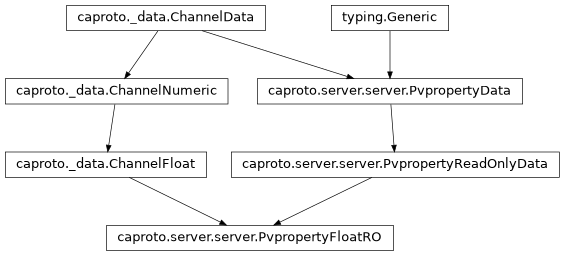 caproto._data.ChannelData
typing.Generic
caproto._data.ChannelNumeric
caproto.server.server.PvpropertyData
caproto._data.ChannelFloat
caproto.server.server.PvpropertyReadOnlyData
caproto.server.server.PvpropertyFloatRO